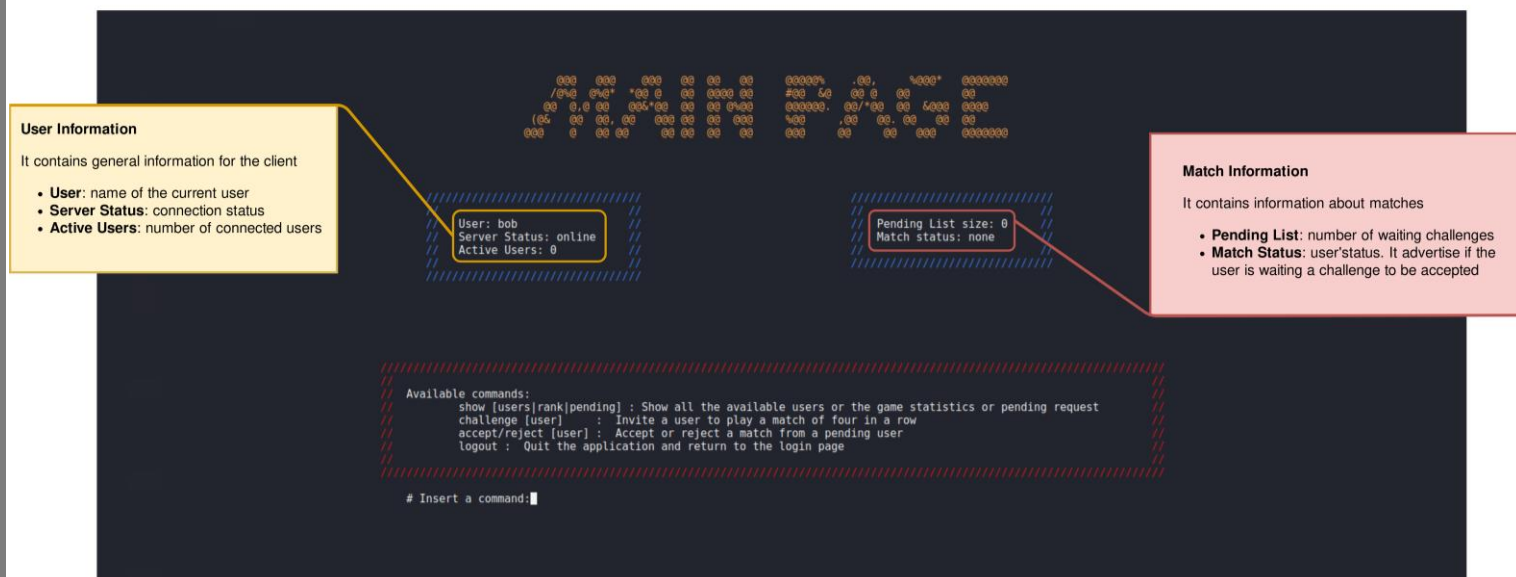 MAIN PAGE
User Information
It contains general information for the client
• User: name of the current user
• Server Status: connection status
• Active Users: number of connected users
User: bob
Server Status: online
Active Users: 0
Pending List size: 0
Match status: none
Match Information
It contains information about matches
• Pending List: number of waiting challenges
• Match Status: user'status. It advertise if the
user is waiting a challenge to be accepted
Available commands:
show [users|rank|pending] : Show all the available users or the game statistics or pending request
challenge [user] : Invite a user to play a match of four in a row
accept/reject [user] : Accept or reject a match from a pending user
logout : Quit the application and return to the login page
# Insert a command: